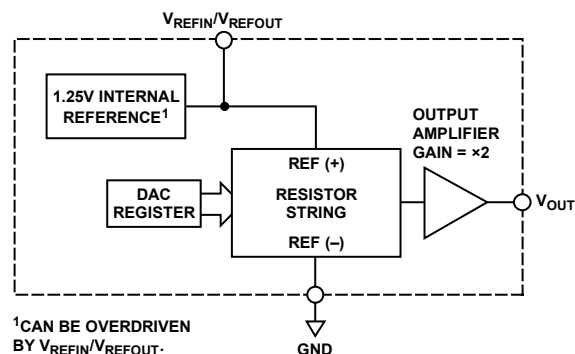 VREFIN/VREFOUT
1.25V INTERNAL
REFERENCE1
OUTPUT
AMPLIFIER
GAIN = ×2
REF (+)
DAC
REGISTER
RESISTOR
STRING
REF (–)
VOUT
GND
1CAN BE OVERDRIVEN
BY VREFIN/VREFOUT.